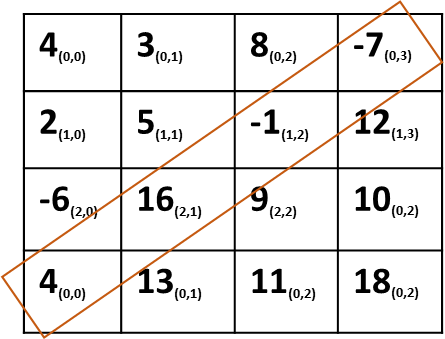 4(0,0) 3(0,1) 8(0,2) -7(0,3)
2(1,0) 5(1,1) -1(1,2) 12(1,3)
-6(2,0) 16(2,1) 9(2,2) 10(0,2)
4(0,0) 13(0,1) 11(0,2) 18(0,2)